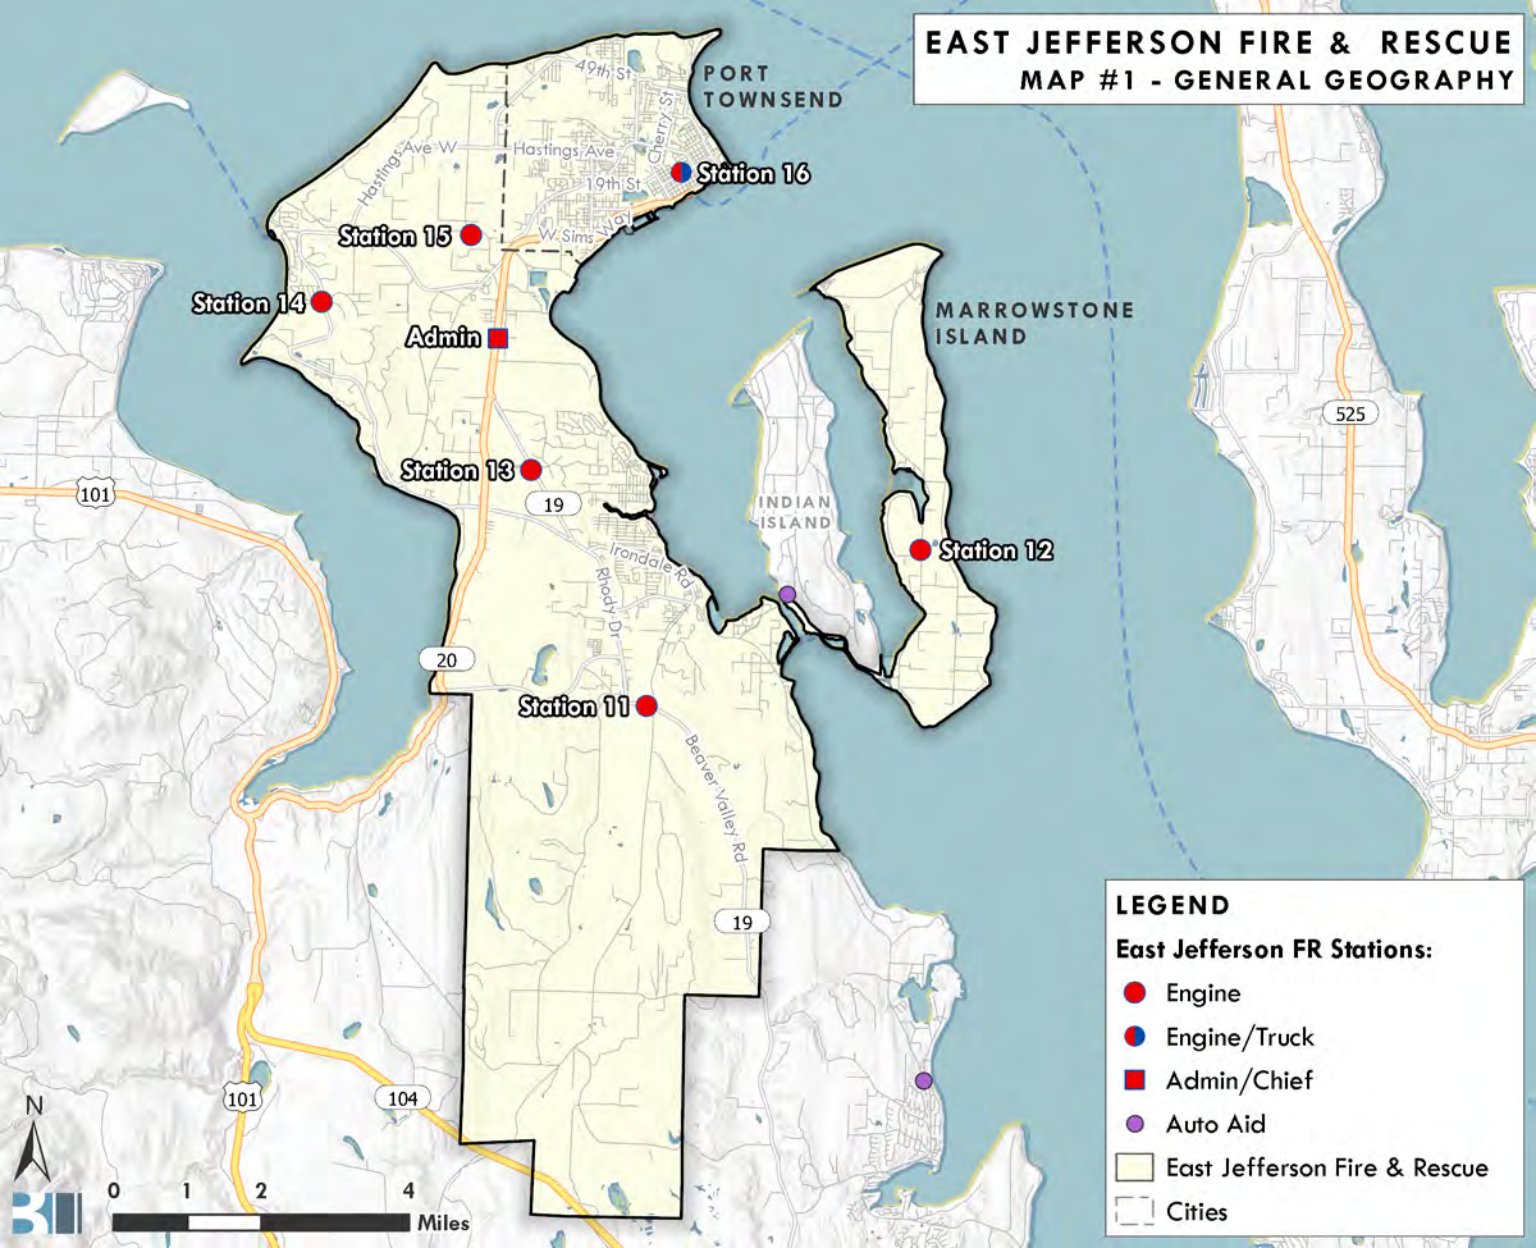 EAST JEFFERSON FIRE & RESCUE
MAP #1 - GENERAL GEOGRAPHY
PORT
TOWNSEND
49th St
Cherry St
Hastings Ave W
Hastings Ave
19th St
Station 16
W Sims Way
Station 15
Station 14
Admin
MARROWSTONE
ISLAND
525
Station 13
101
19
INDIAN
ISLAND
Station 12
Irondale Rd
Rhody Dr
20
Station 11
Beaver Valley Rd
19
101
104
N
0 1 2 4
Miles
LEGEND
East Jefferson FR Stations:
Engine
Engine/Truck
Admin/Chief
Auto Aid
East Jefferson Fire & Rescue
Cities